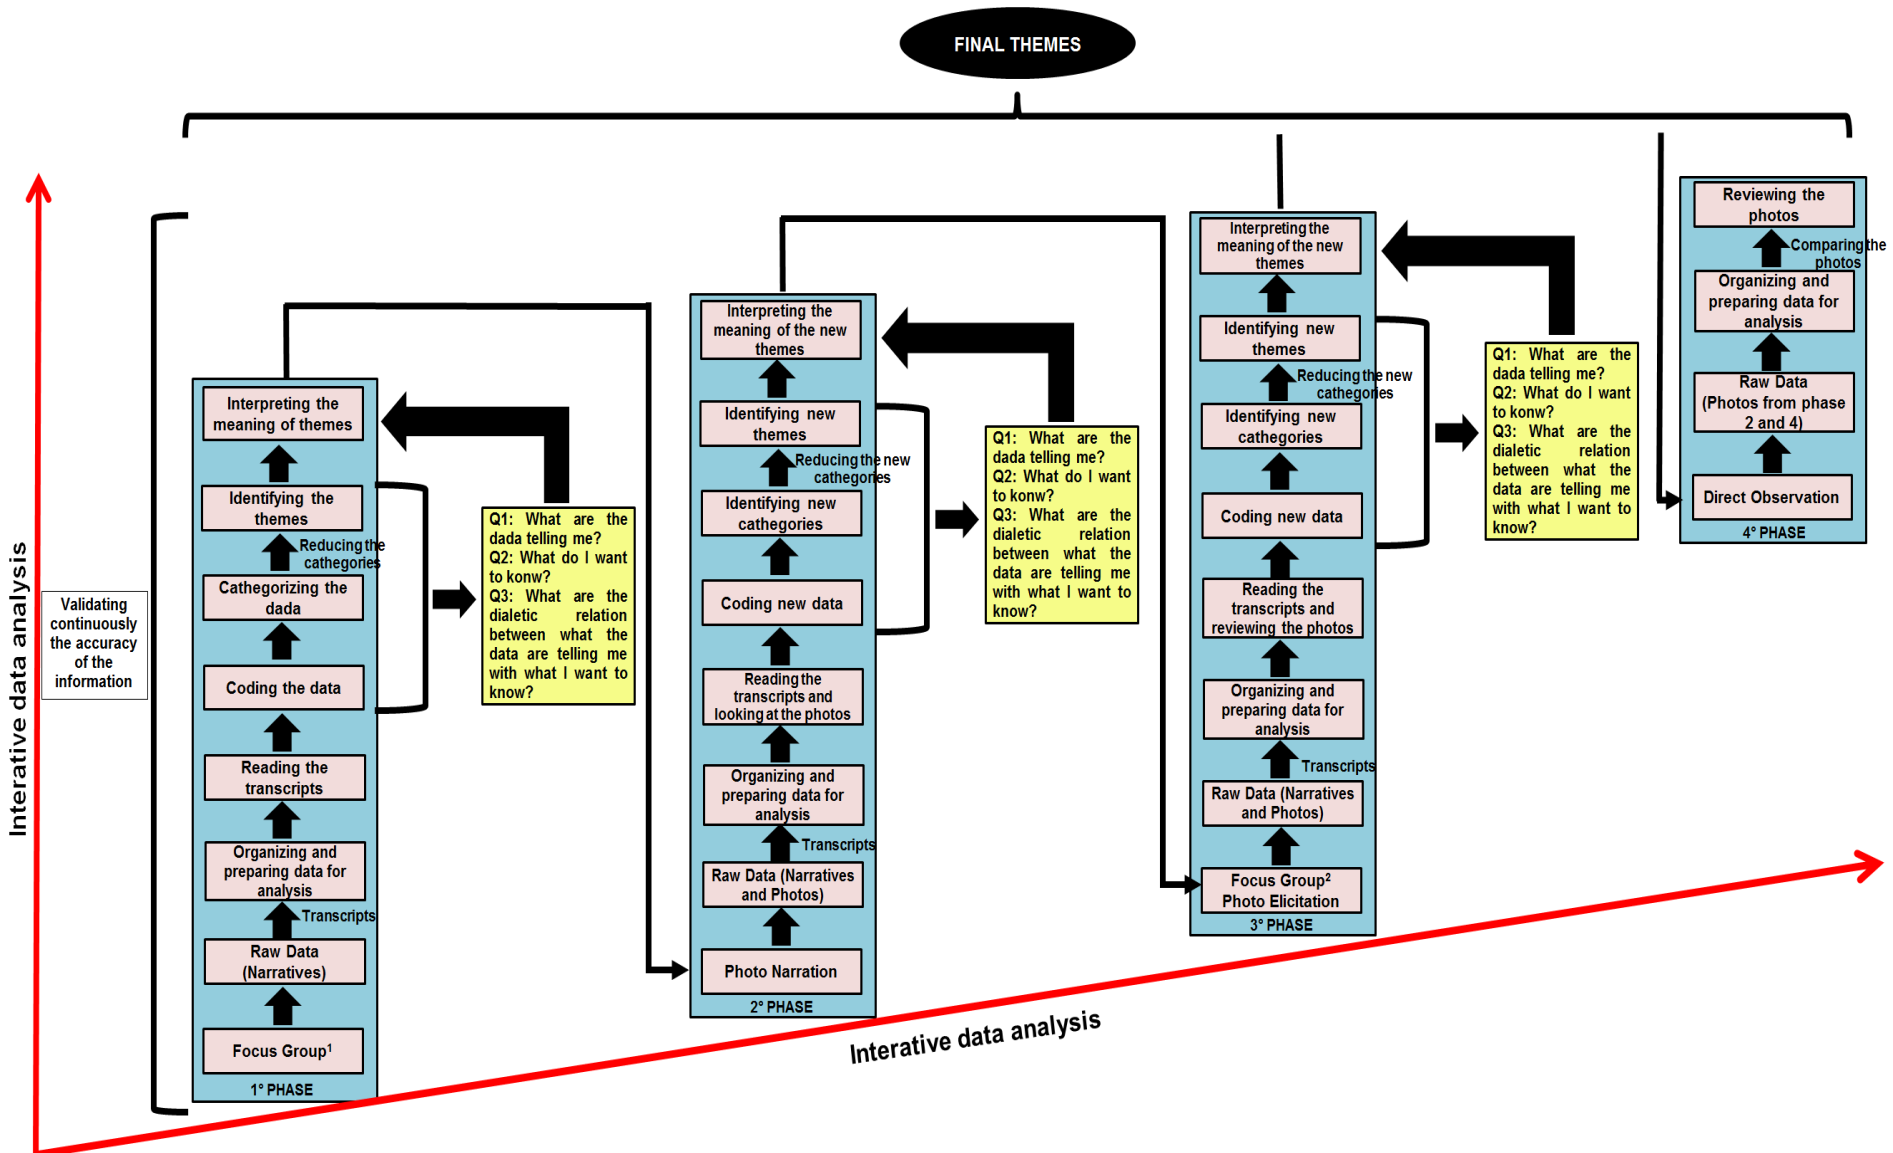 FINAL THEMES
Interative data analysis
Validating
continuously
the accuracy
of the
information
Interpreting the
meaning of themes
Identifying the
themes
Reducing the
cathegories
Cathegorizing the
dada
Coding the data
Reading the
transcripts
Organizing and
preparing data for
analysis
Transcripts
Raw Data
(Narratives)
Focus Group¹
1° PHASE
Q1: What are the
dada telling me?
Q2: What do I want
to konw?
Q3: What are the
dialetic relation
between what the
data are telling me
with what I want to
know?
Interpreting the
meaning of the new
themes
Identifying new
themes
Reducing the new
cathegories
Identifying new
cathegories
Coding new data
Reading the
transcripts and
looking at the photos
Organizing and
preparing data for
analysis
Transcripts
Raw Data (Narratives
and Photos)
Photo Narration
2° PHASE
Q1: What are the
dada telling me?
Q2: What do I want
to konw?
Q3: What are the
dialetic relation
between what the
data are telling me
with what I want to
know?
Interpreting the
meaning of the new
themes
Identifying new
themes
Reducing the new
cathegories
Identifying new
cathegories
Coding new data
Reading the
transcripts and
reviewing the photos
Organizing and
preparing data for
analysis
Transcripts
Raw Data (Narratives
and Photos)
Focus Group²
Photo Elicitation
3° PHASE
Q1: What are the
dada telling me?
Q2: What do I want
to konw?
Q3: What are the
dialetic relation
between what the
data are telling me
with what I want to
know?
Reviewing the
photos
Comparing the
photos
Organizing and
preparing data for
analysis
Raw Data
(Photos from phase
2 and 4)
Direct Observation
4° PHASE
Interative data analysis